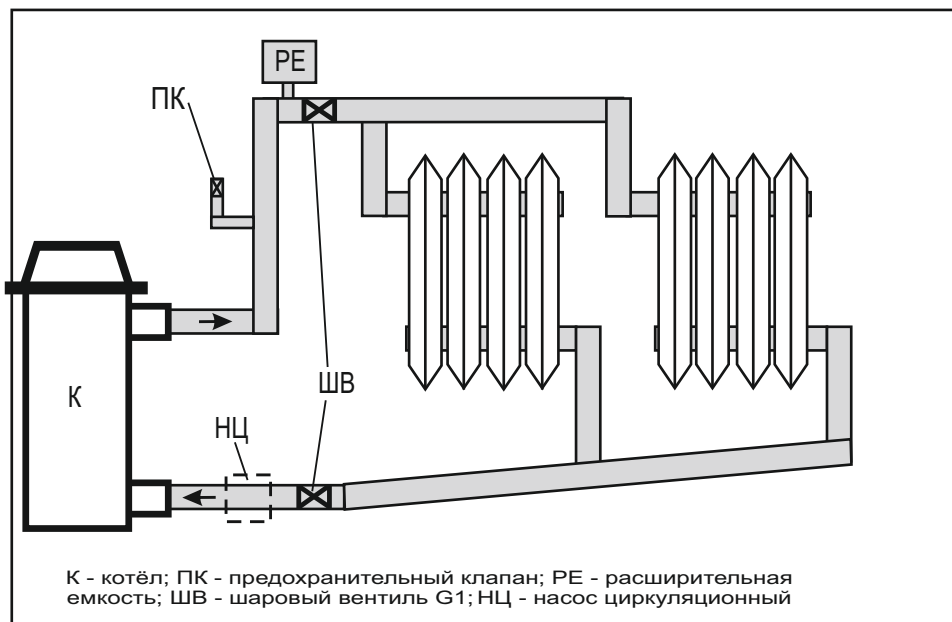 РЕ
ПК
ШВ
К
НЦ
К - котёл; ПК - предохранительный клапан; РЕ - расширительная
емкость; ШВ - шаровый вентиль G1; НЦ - насос циркуляционный